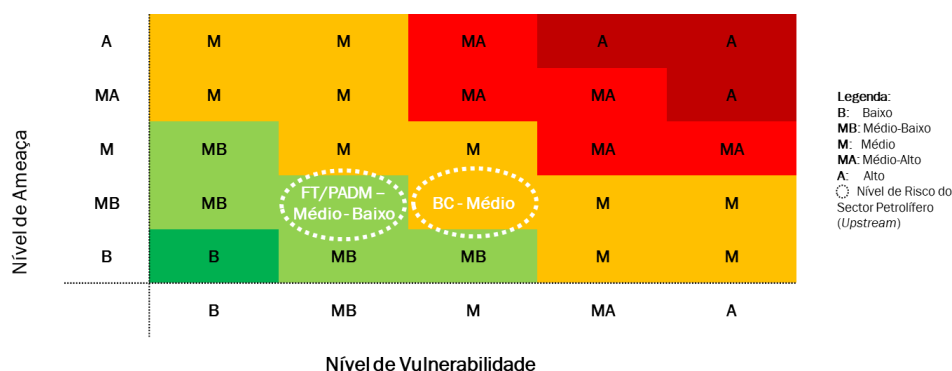 Nível de Ameaça
A M M MA A A
MA M M MA MA A
M MB M M MA MA
MB MB FT/PADM – Médio-Baixo BC - Médio M M
B B MB MB M M
B MB M MA A
Nível de Vulnerabilidade
Legenda:
B: Baixo
MB: Médio-Baixo
M: Médio
MA: Médio-Alto
A: Alto
Nível de Risco do
Sector Petrolífero
(Upstream)